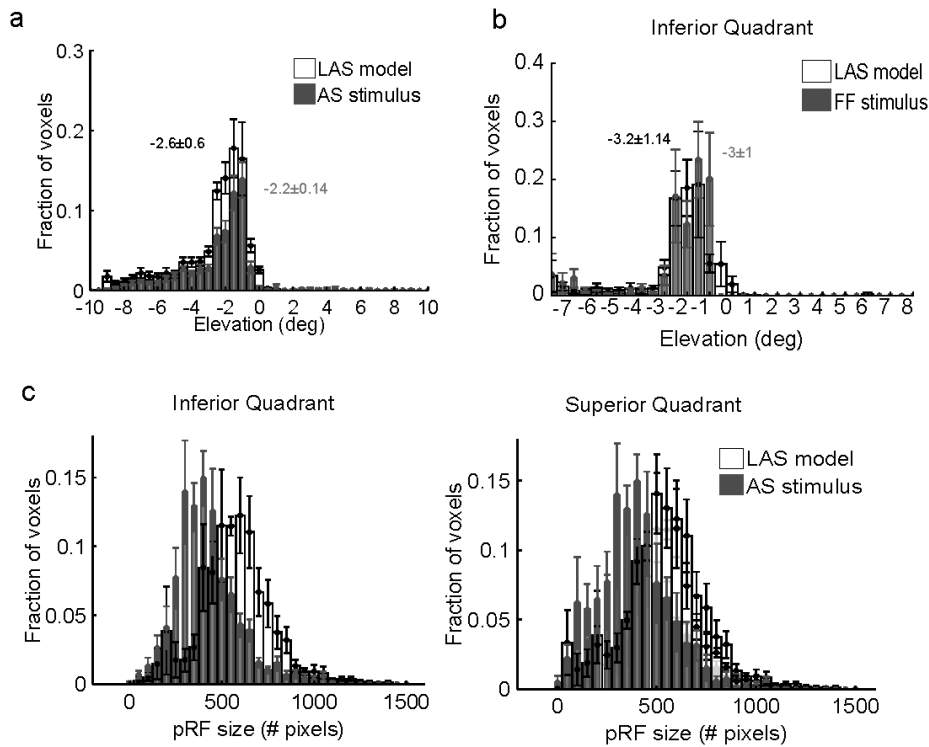 a
0.3
0.2
0.1
0
Fraction of voxels
LAS model
AS stimulus
-2.6±0.6
-2.2±0.14
-10 -8 -6 -4 -2 0 2 4 6 8 10
Elevation (deg)
b
Inferior Quadrant
0.4
0.3
0.2
0.1
0
Fraction of voxels
LAS model
FF stimulus
-3.2±1.14
-3±1
-7 -6 -5 -4 -3 -2 -1 0 1 2 3 4 5 6 7 8
Elevation (deg)
c
Inferior Quadrant
0.15
0.1
0.05
0
Fraction of voxels
0 500 1000 1500
pRF size (# pixels)
Superior Quadrant
LAS model
AS stimulus
0.15
0.1
0.05
0
Fraction of voxels
0 500 1000 1500
pRF size (# pixels)